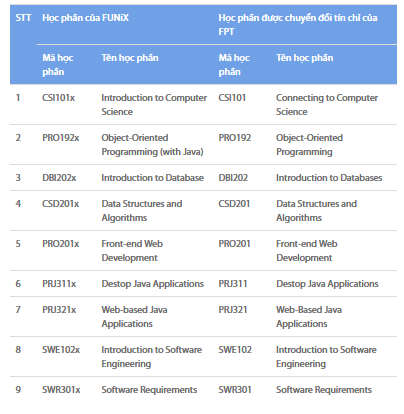 STT Học phần của FUNiX Học phần được chuyển đổi tín chỉ của
FPT
Mã học Tên học phần Mã học Tên học phần
phần phần
1 CSI101x Introduction to Computer CSI101 Connecting to Computer
Science Science
2 PRO192x Object-Oriented PRO192 Object-Oriented
Programming (with Java) Programming
3 DBI202x Introduction to Database DBI202 Introduction to Databases
4 CSD201x Data Structures and CSD201 Data Structures and
Algorithms Algorithms
5 PRO201x Front-end Web PRO201 Front-end Web
Development Development
6 PRJ311x Destop Java Applications PRJ311 Destop Java Applications
7 PRJ321x Web-based Java PRJ321 Web-Based Java
Applications Applications
8 SWE102x Introduction to Software SWE102 Introduction to Software
Engineering Engineering
9 SWR301x Software Requirements SWR301 Software Requirements